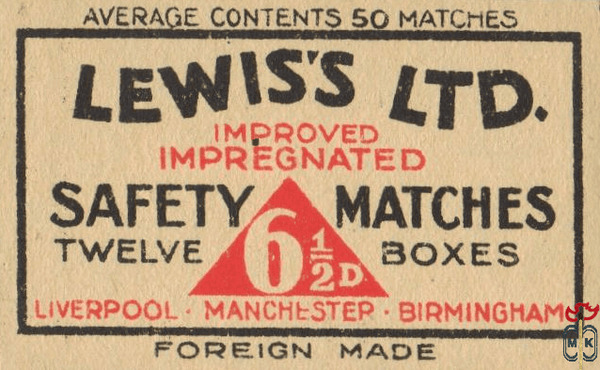 AVERAGE CONTENTS 50 MATCHES
LEWIS'S LTD.
IMPROVED
IMPREGNATED
SAFETY MATCHES
TWELVE 6½D BOXES
LIVERPOOL · MANCHESTER · BIRMINGHAM
FOREIGN MADE
MK